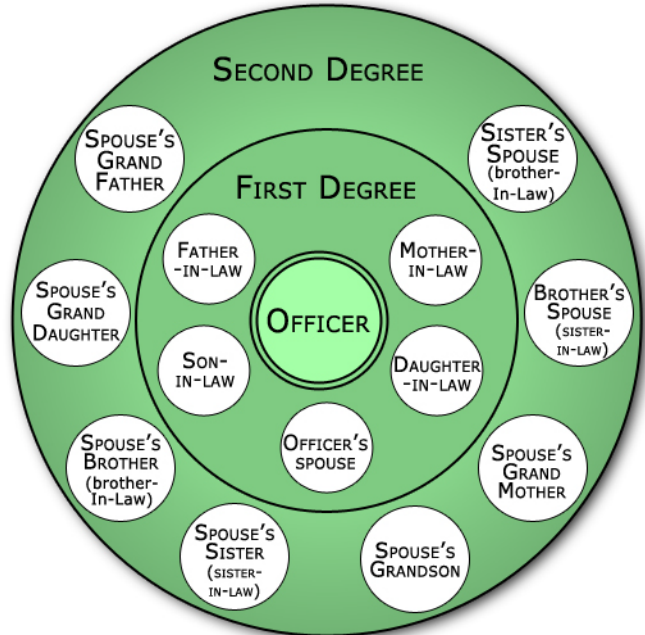 SECOND DEGREE
SPOUSE'S
GRAND
FATHER
SISTER'S
SPOUSE
(brother-
In-Law)
FIRST DEGREE
FATHER
-IN-LAW
MOTHER-
IN-LAW
SPOUSE'S
GRAND
DAUGHTER
OFFICER
BROTHER'S
SPOUSE
(SISTER-
IN-LAW)
SON-
IN-LAW
DAUGHTER
-IN-LAW
SPOUSE'S
BROTHER
(brother-
In-Law)
OFFICER'S
SPOUSE
SPOUSE'S
GRAND
MOTHER
SPOUSE'S
SISTER
(SISTER-
IN-LAW)
SPOUSE'S
GRANDSON